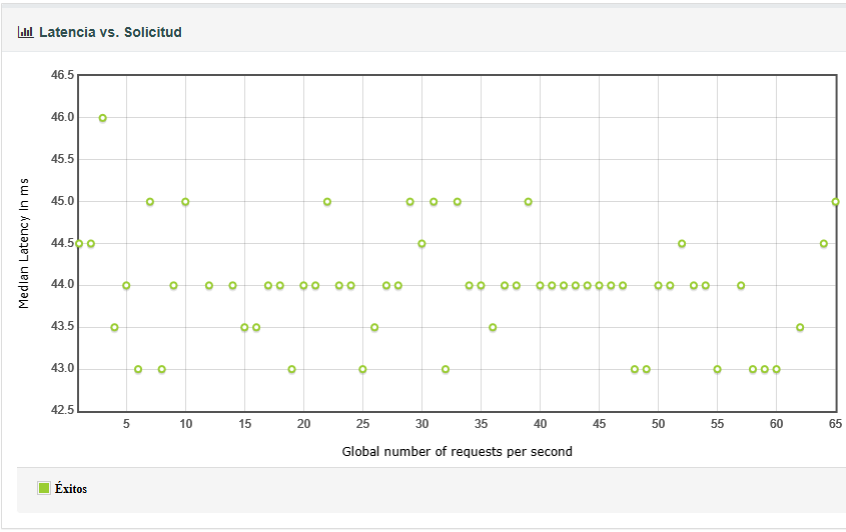 Latencia vs. Solicitud
46.5
46.0
45.5
45.0
44.5
44.0
43.5
43.0
42.5
Median Latency In ms
5 10 15 20 25 30 35 40 45 50 55 60 65
Global number of requests per second
Éxitos